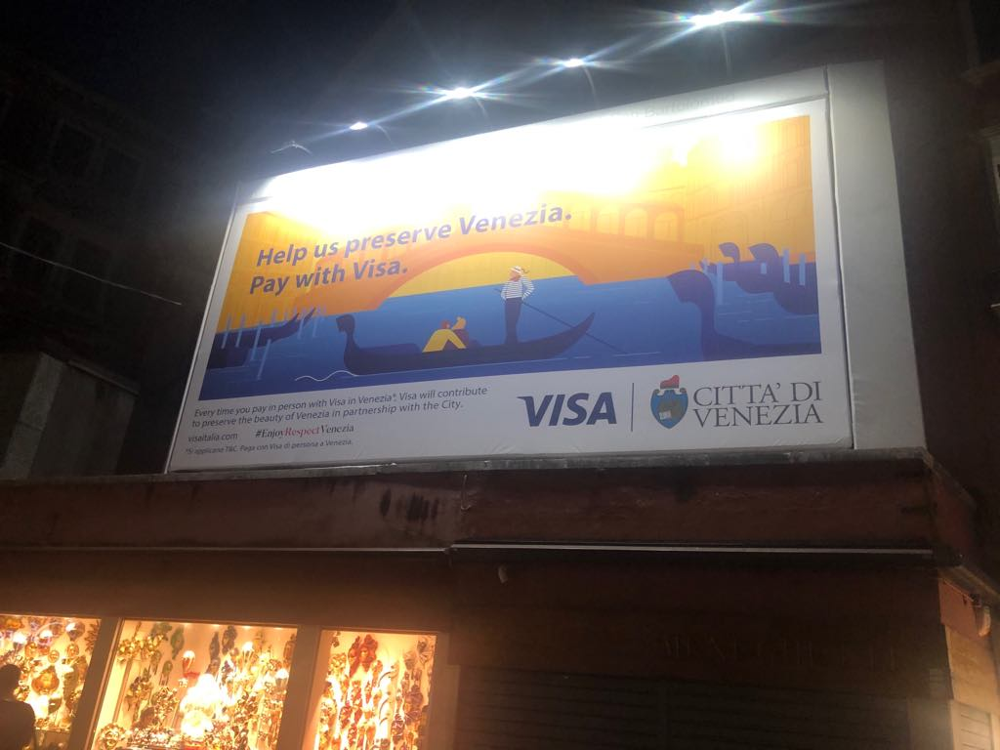 Help us preserve Venezia.
Pay with Visa.
Every time you pay in person with Visa in Venezia*, Visa will contribute
to preserve the beauty of Venezia in partnership with the City.
visaitalia.com #EnjoyRespectVenezia
*Si applicano T&C. Paga con Visa di persona a Venezia.
VISA
CITTA' DI
VENEZIA